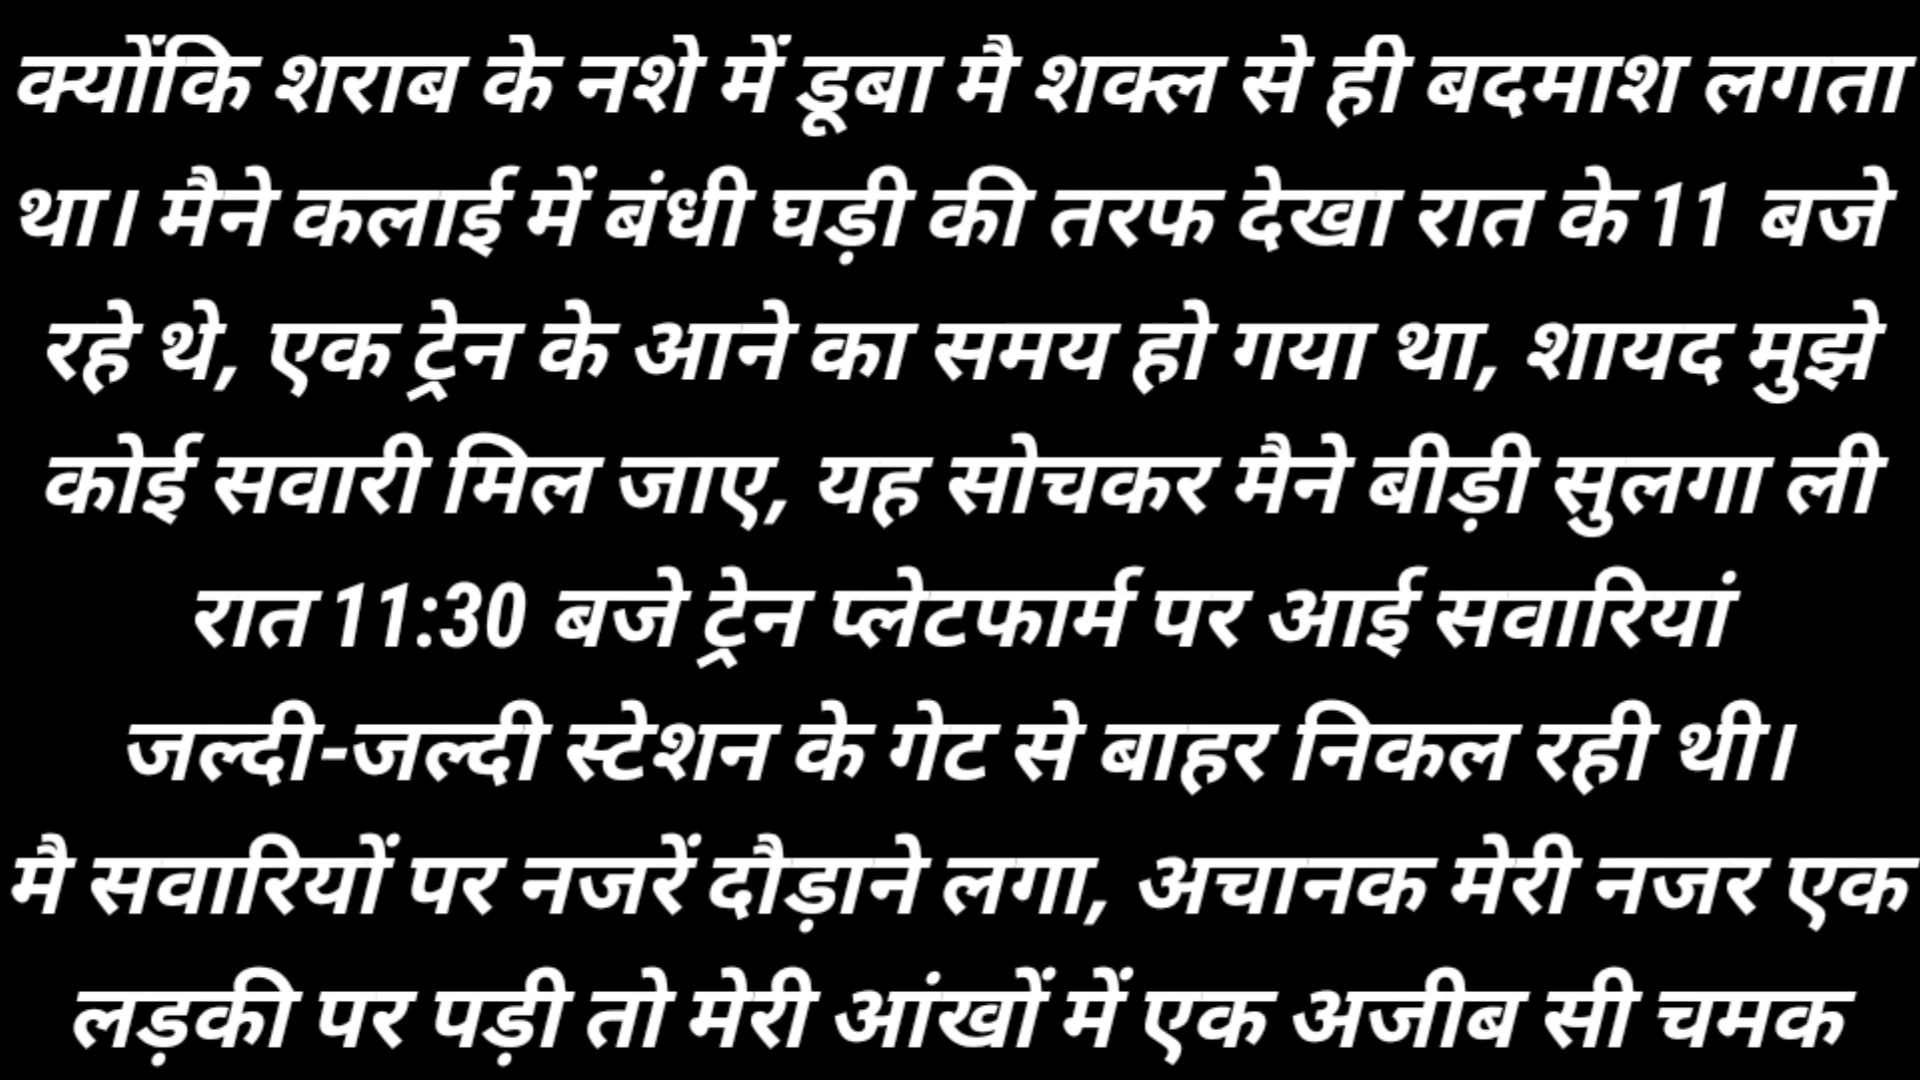 क्योंकि शराब के नशे में डूबा मै शक्ल से ही बदमाश लगता
था। मैने कलाई में बंधी घड़ी की तरफ देखा रात के 11 बजे
रहे थे, एक ट्रेन के आने का समय हो गया था, शायद मुझे
कोई सवारी मिल जाए, यह सोचकर मैने बीड़ी सुलगा ली
रात 11:30 बजे ट्रेन प्लेटफार्म पर आई सवारियां
जल्दी-जल्दी स्टेशन के गेट से बाहर निकल रही थी।
मै सवारियों पर नजरें दौड़ाने लगा, अचानक मेरी नजर एक
लड़की पर पड़ी तो मेरी आंखों में एक अजीब सी चमक